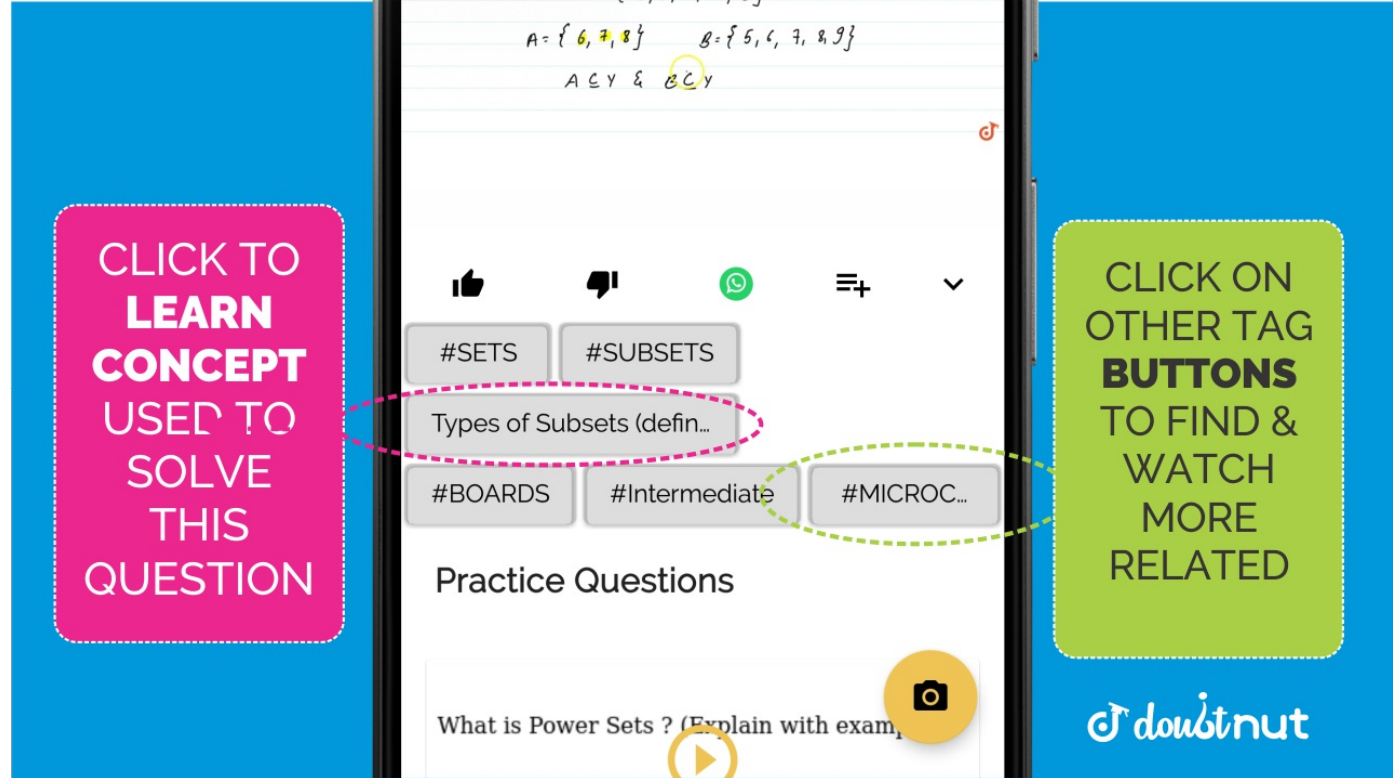 A = { 6, 7, 8 }   B = { 5, 6, 7, 8, 9 }
A ⊆ Y & B ⊆ Y
CLICK TO
LEARN
CONCEPT
USED TO
SOLVE
THIS
QUESTION
#SETS #SUBSETS
Types of Subsets (defin...
#BOARDS #Intermediate #MICROC...
Practice Questions
What is Power Sets ? (Explain with
CLICK ON
OTHER TAG
BUTTONS
TO FIND &
WATCH
MORE
RELATED
doubtnut